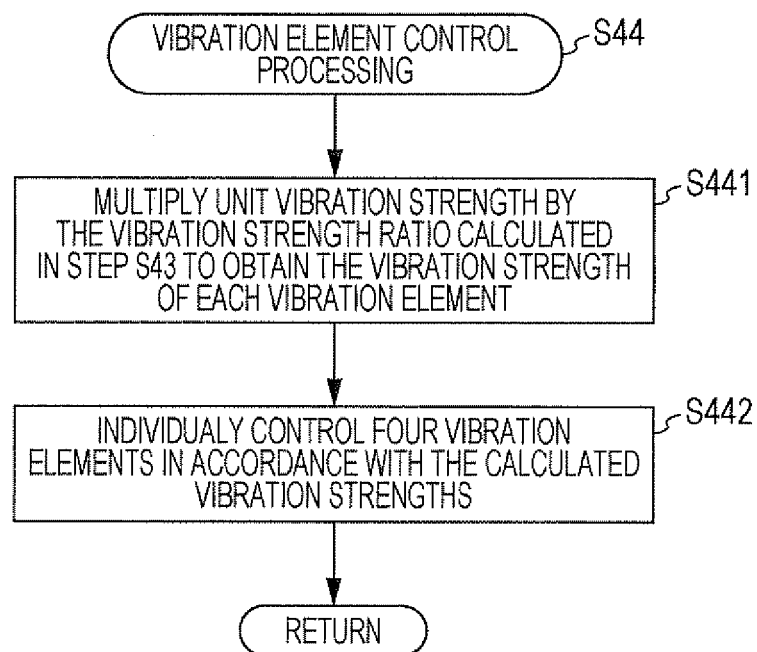 VIBRATION ELEMENT CONTROL
PROCESSING
S44
MULTIPLY UNIT VIBRATION STRENGTH BY
THE VIBRATION STRENGTH RATIO CALCULATED
IN STEP S43 TO OBTAIN THE VIBRATION STRENGTH
OF EACH VIBRATION ELEMENT
S441
INDIVIDUALY CONTROL FOUR VIBRATION
ELEMENTS IN ACCORDANCE WITH THE CALCULATED
VIBRATION STRENGTHS
S442
RETURN